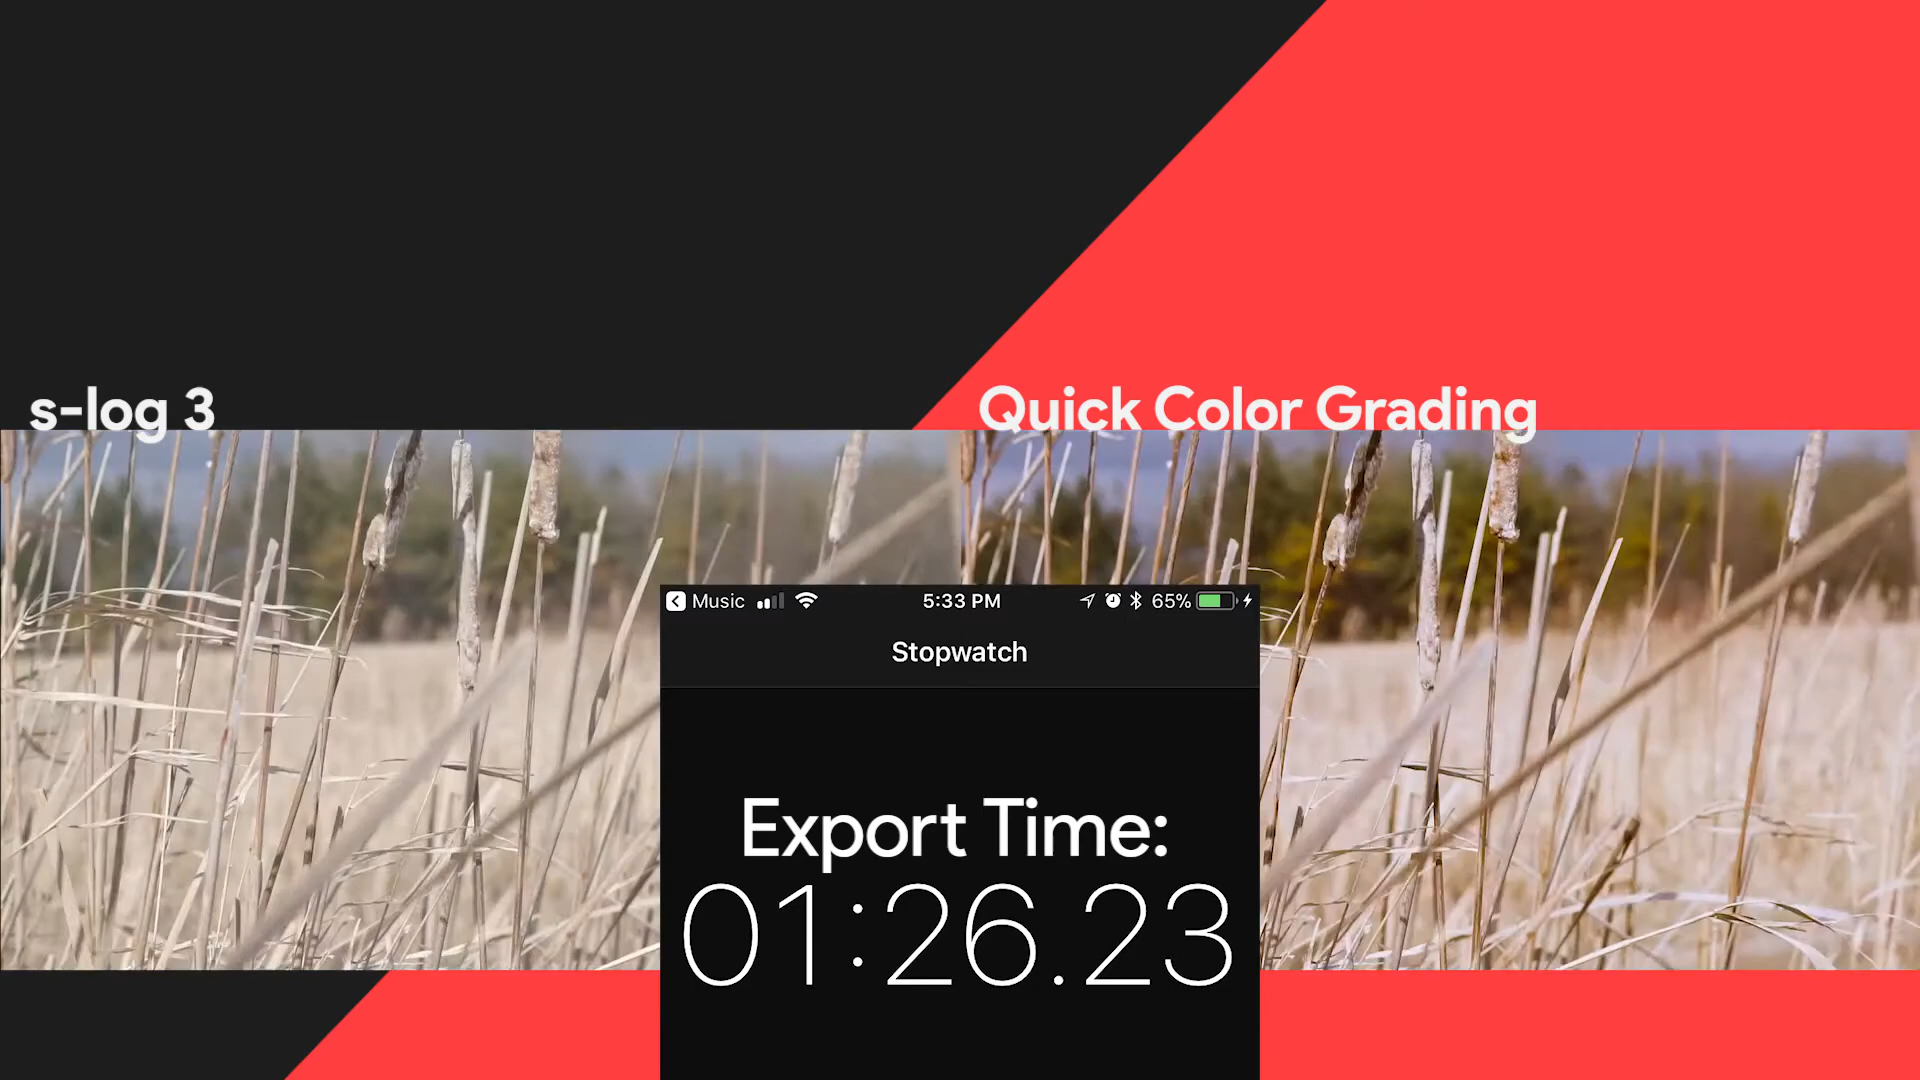 s-log 3
Quick Color Grading
Music 5:33 PM 65%
Stopwatch
Export Time:
01:26.23